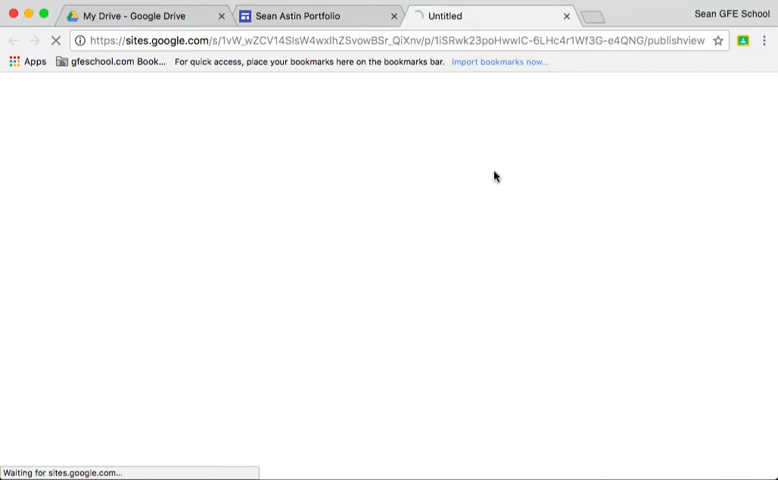 My Drive - Google Drive
Sean Astin Portfolio
Untitled
Sean GFE School
https://sites.google.com/s/1vW_wZCV14SlsW4wxIhZSvowBSr_QiXnv/p/1iSRwk23poHwwIC-6LHc4r1Wf3G-e4QNG/publishview
Apps
gfeschool.com Book...
For quick access, place your bookmarks here on the bookmarks bar.
Import bookmarks now...
Waiting for sites.google.com...